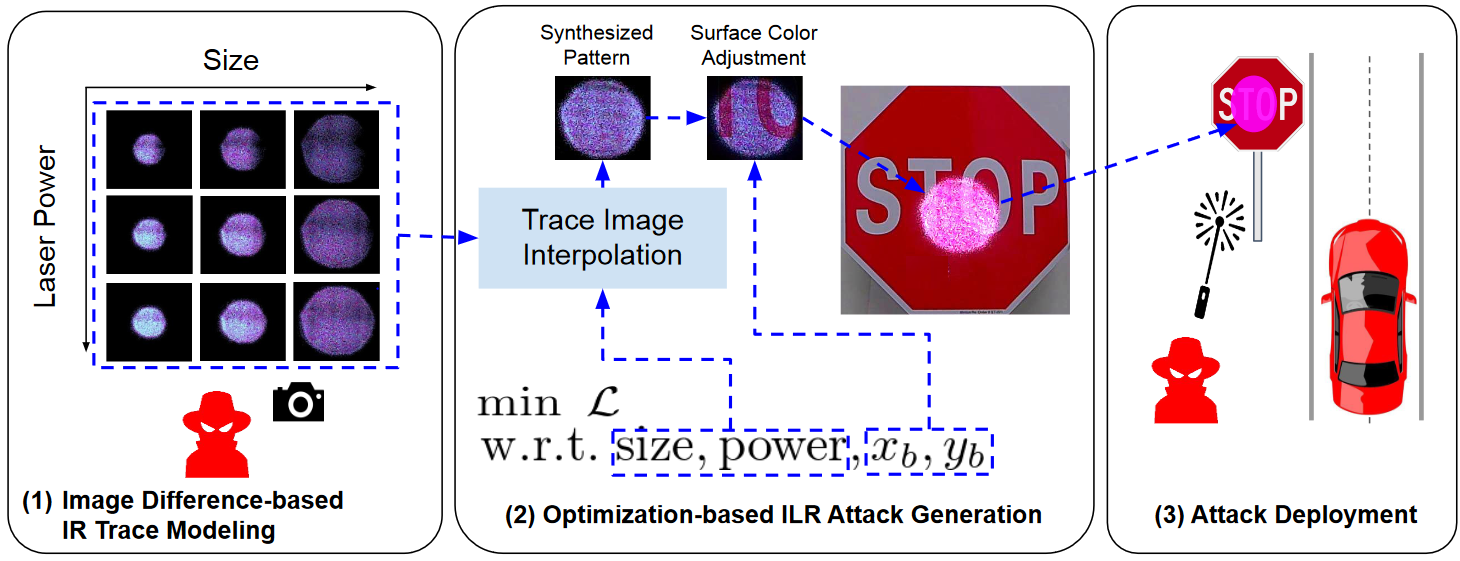 Size
Laser Power
(1) Image Difference-based
IR Trace Modeling
Synthesized
Pattern
Surface Color
Adjustment
Trace Image
Interpolation
STOP
min ℒ
w.r.t. size, power, x_b, y_b
(2) Optimization-based ILR Attack Generation
STOP
(3) Attack Deployment